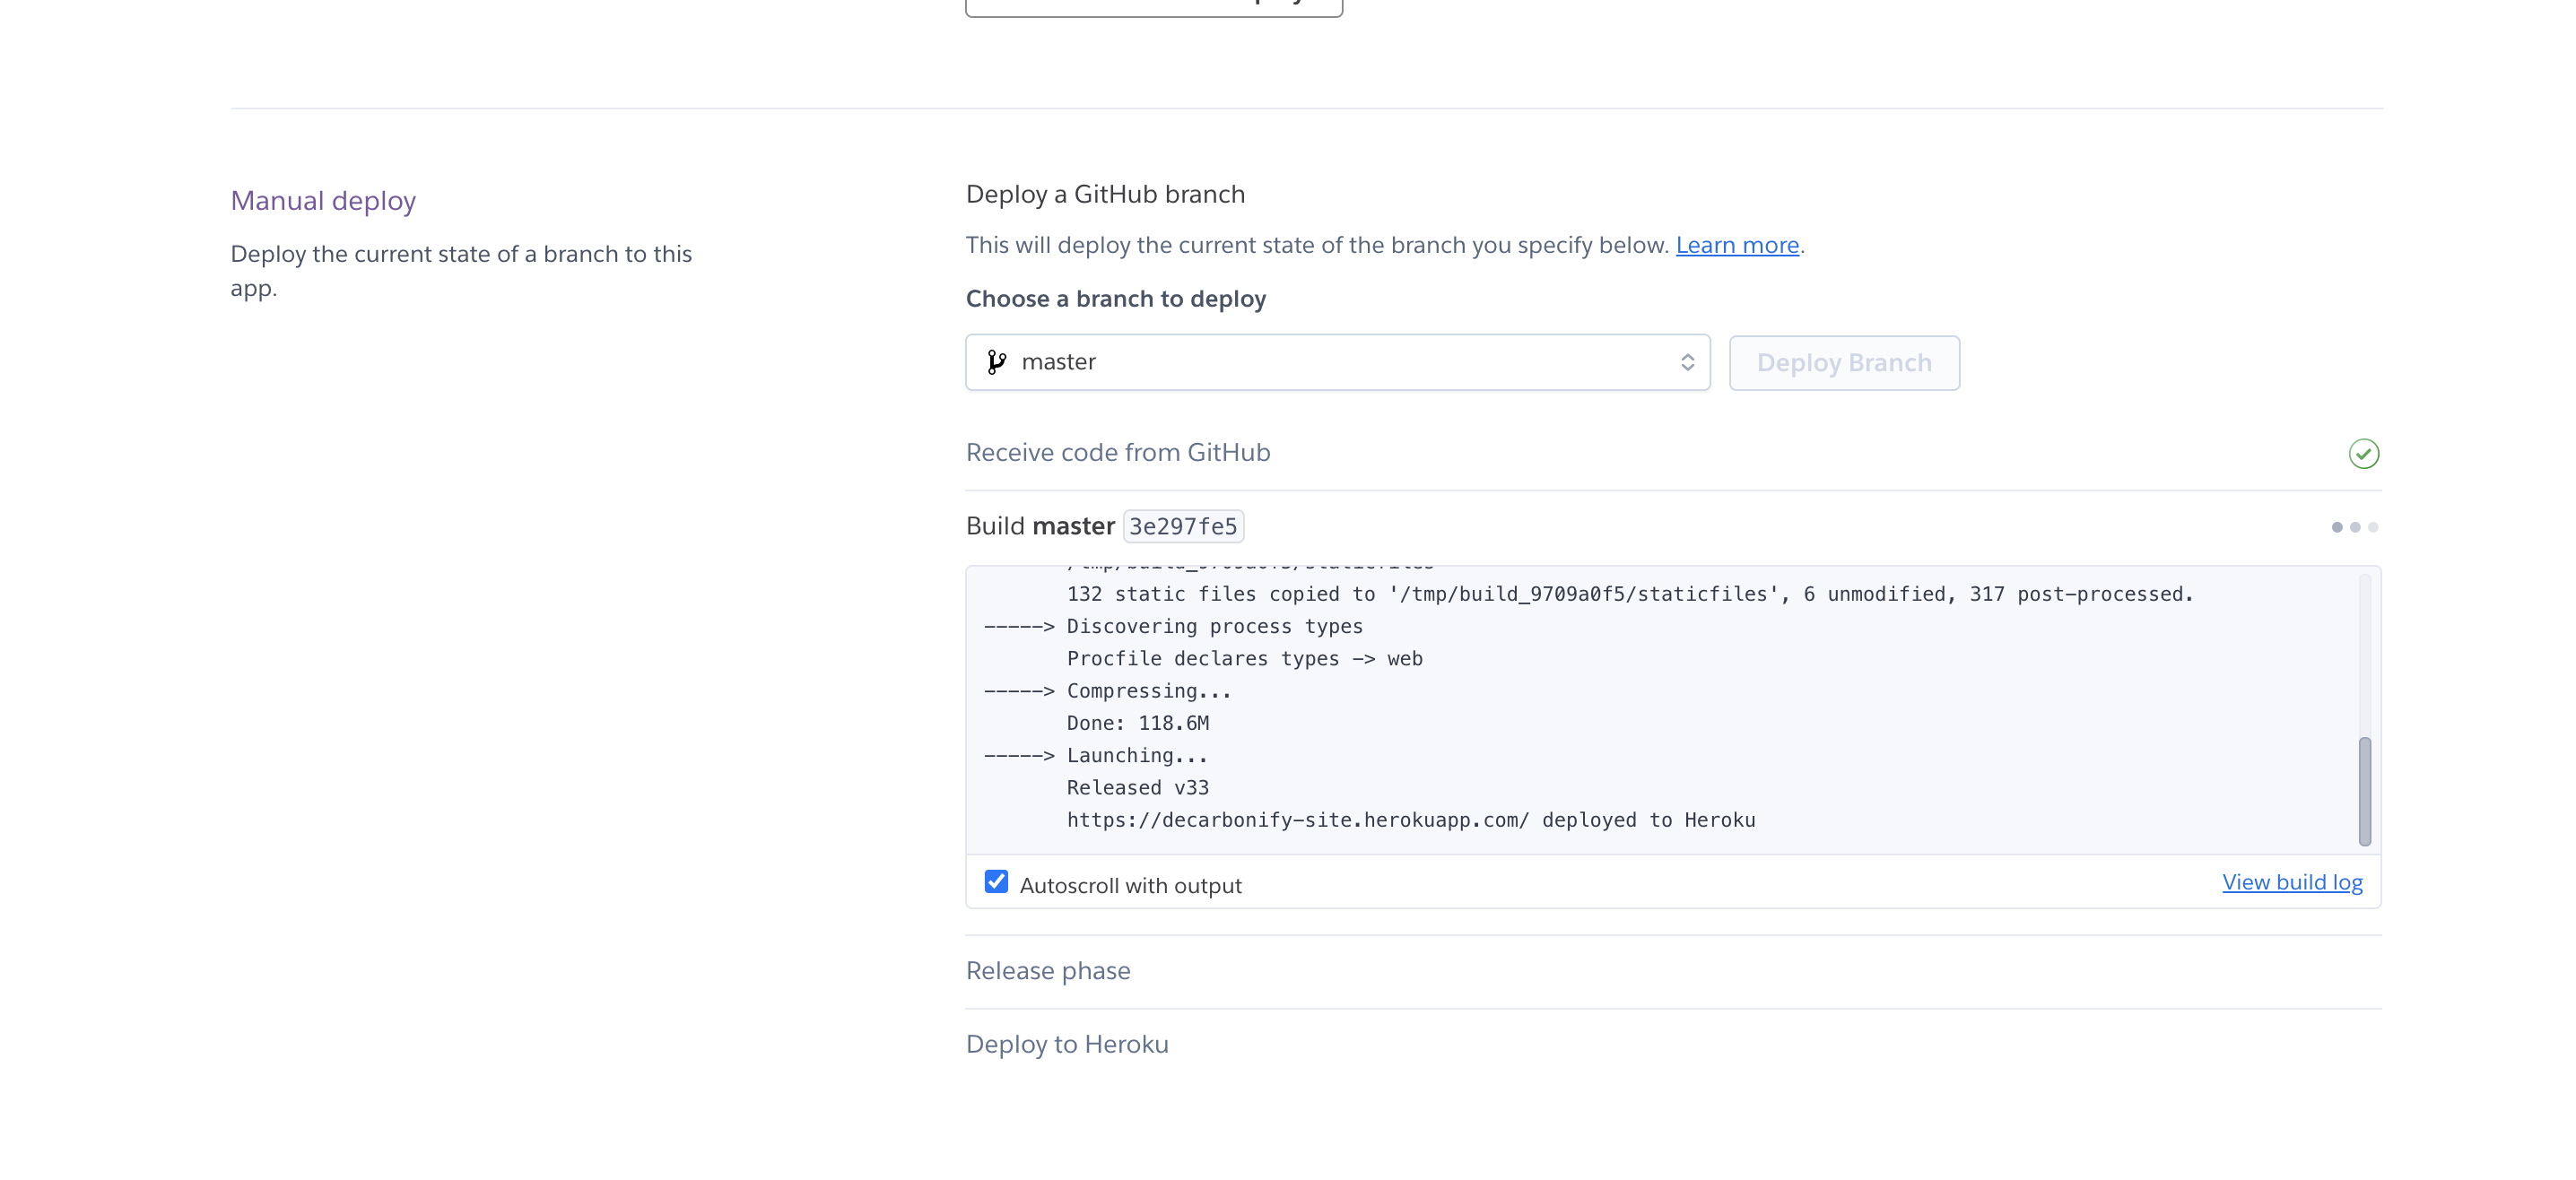 Manual deploy
Deploy the current state of a branch to this
app.
Deploy a GitHub branch
This will deploy the current state of the branch you specify below. Learn more.
Choose a branch to deploy
master
Deploy Branch
Receive code from GitHub
Build master 3e297fe5
132 static files copied to '/tmp/build_9709a0f5/staticfiles', 6 unmodified, 317 post-processed.
-----> Discovering process types
Procfile declares types -> web
-----> Compressing...
Done: 118.6M
-----> Launching...
Released v33
https://decarbonify-site.herokuapp.com/ deployed to Heroku
Autoscroll with output
View build log
Release phase
Deploy to Heroku